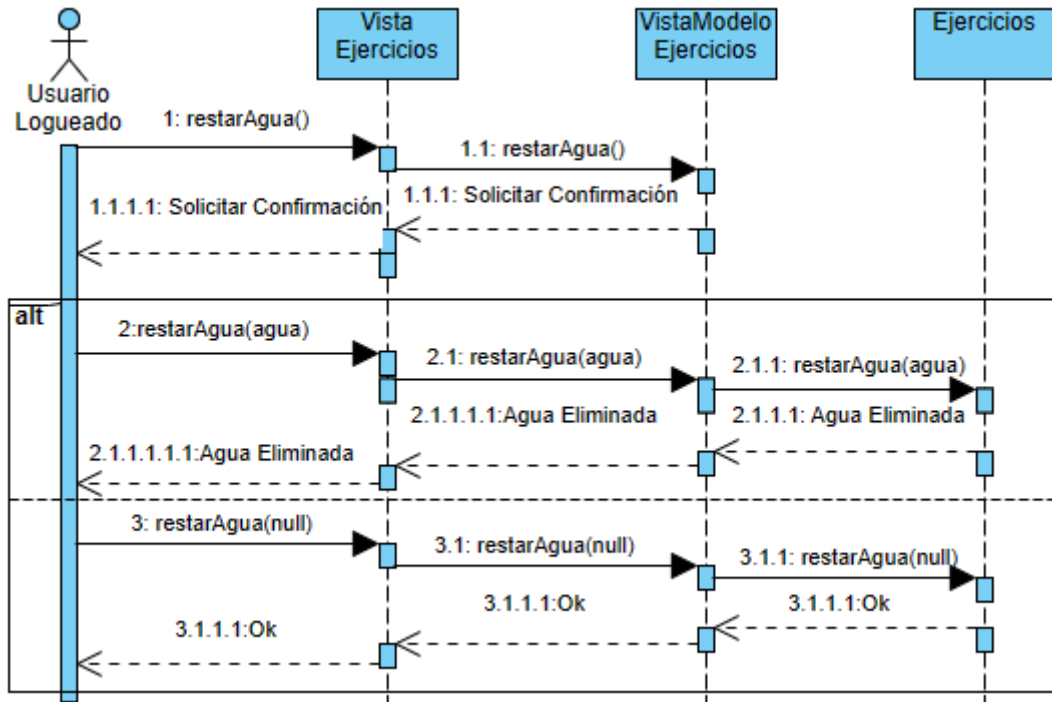 Vista
Ejercicios
VistaModelo
Ejercicios
Ejercicios
Usuario
Logueado
1: restarAgua()
1.1: restarAgua()
1.1.1: Solicitar Confirmación
1.1.1.1: Solicitar Confirmación
alt
2:restarAgua(agua)
2.1: restarAgua(agua)
2.1.1: restarAgua(agua)
2.1.1.1.1:Agua Eliminada
2.1.1.1: Agua Eliminada
2.1.1.1.1.1:Agua Eliminada
3: restarAgua(null)
3.1: restarAgua(null)
3.1.1: restarAgua(null)
3.1.1.1:Ok
3.1.1.1:Ok
3.1.1.1:Ok